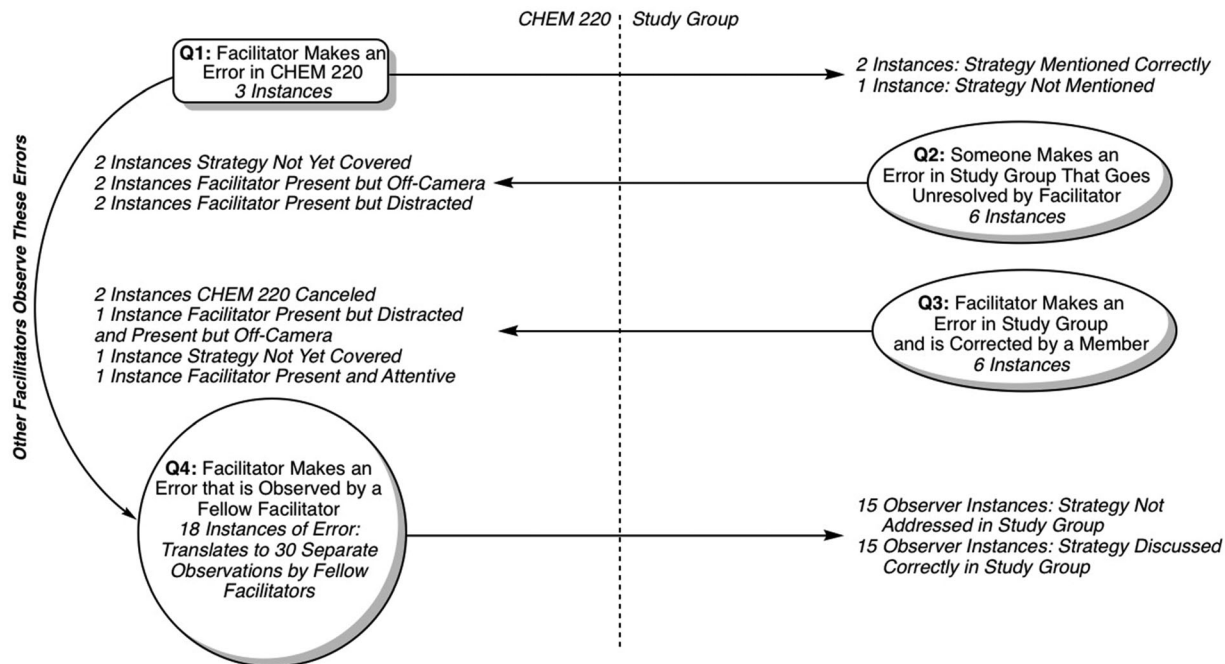 CHEM 220 Study Group
Q1: Facilitator Makes an
Error in CHEM 220
3 Instances
2 Instances: Strategy Mentioned Correctly
1 Instance: Strategy Not Mentioned
Other Facilitators Observe These Errors
2 Instances Strategy Not Yet Covered
2 Instances Facilitator Present but Off-Camera
2 Instances Facilitator Present but Distracted
Q2: Someone Makes an
Error in Study Group That Goes
Unresolved by Facilitator
6 Instances
2 Instances CHEM 220 Canceled
1 Instance Facilitator Present but Distracted
and Present but Off-Camera
1 Instance Strategy Not Yet Covered
1 Instance Facilitator Present and Attentive
Q3: Facilitator Makes an
Error in Study Group
and is Corrected by a Member
6 Instances
Q4: Facilitator Makes an
Error that is Observed by a
Fellow Facilitator
18 Instances of Error:
Translates to 30 Separate
Observations by Fellow
Facilitators
15 Observer Instances: Strategy Not
Addressed in Study Group
15 Observer Instances: Strategy Discussed
Correctly in Study Group